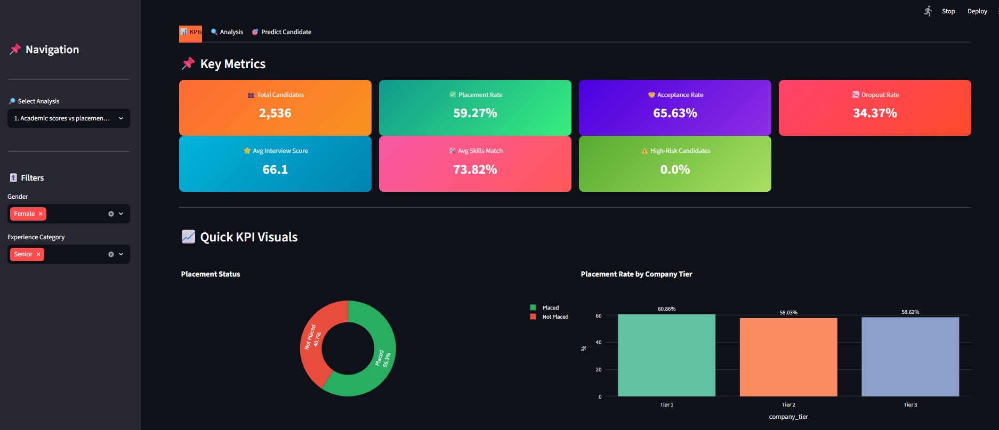 Stop
Deploy
Navigation
Select Analysis
1. Academic scores vs placemen...
Filters
Gender
Female ×
Experience Category
Senior ×
KPIs
Analysis
Predict Candidate
Key Metrics
Total Candidates
2,536
Placement Rate
59.27%
Acceptance Rate
65.63%
Dropout Rate
34.37%
Avg Interview Score
66.1
Avg Skills Match
73.82%
High-Risk Candidates
0.0%
Quick KPI Visuals
Placement Status
Placed
Not Placed
Not Placed
40.7%
Placed
59.3%
Placement Rate by Company Tier
60.86%
58.03%
58.62%
60
40
20
0
%
Tier 1
Tier 2
Tier 3
company_tier